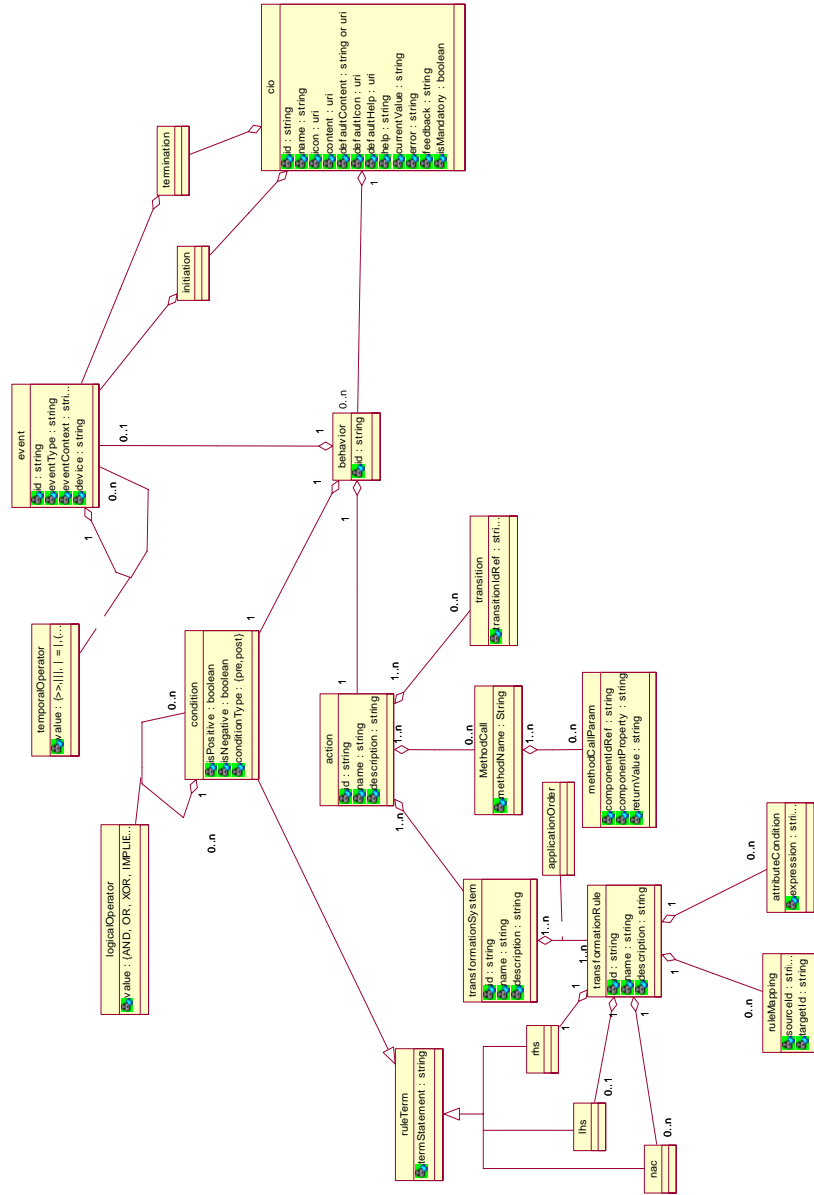 cio
id : string
name : string
icon : uri
content : uri
defaultContent : string or uri
defaultIcon : uri
defaultHelp : uri
help : string
currentValue : string
error : string
feedback : string
isMandatory : boolean
termination
initiation
1
event
id : string
eventType : string
eventContext : stri...
device : string
0..1
0..n
1
0..n
1
behavior
id : string
1
1
temporalOperator
value : {>>,|||, | = |,(...
transition
transitionIdRef : stri...
0..n
1
condition
isPositive : boolean
isNegative : boolean
conditionType : {pre,post}
0..n
1
0..n
1
action
id : string
name : string
description : string
1..n
1..n
1..n
0..n
MethodCall
methodName : String
1..n
0..n
methodCallParam
componentIdRef : string
componentProperty : string
returnValue : string
logicalOperator
value : {AND, OR, XOR, IMPLIE...
applicationOrder
transformationSystem
id : string
name : string
description : string
1..n
1..n
transformationRule
id : string
name : string
description : string
1
1
1
1
1
0..n
attributeCondition
expression : stri...
0..n
ruleMapping
sourceId : stri...
targetId : string
ruleTerm
termStatement : string
rhs
1
lhs
0..1
nac
0..n